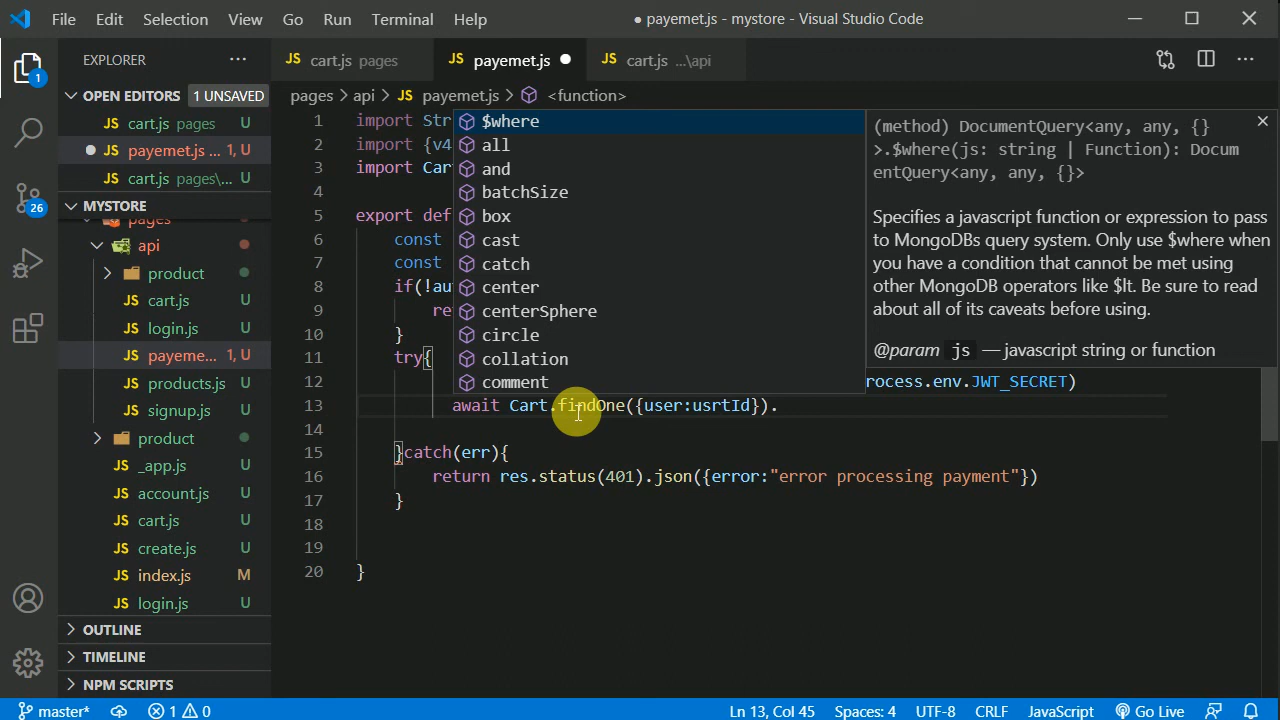 File Edit Selection View Go Run Terminal Help
● payemet.js - mystore - Visual Studio Code
EXPLORER ···
JS cart.js pages
JS payemet.js ●
JS cart.js ...\api
OPEN EDITORS 1 UNSAVED
JS cart.js pages U
● JS payemet.js ... 1, U
JS cart.js pages\... U
MYSTORE
pages
api
product
JS cart.js U
JS login.js U
JS payeme... 1, U
JS products.js U
JS signup.js U
product
JS _app.js U
JS account.js U
JS cart.js U
JS create.js U
JS index.js M
JS login.js U
OUTLINE
TIMELINE
NPM SCRIPTS
1
26
pages > api > JS payemet.js > <function>
1 import Str
2 import {v4
3 import Car
4
5 export def
6 const
7 const
8 if(!au
9 re
10 }
11 try{
12 rocess.env.JWT_SECRET)
13 await Cart.findOne({user:usrtId}).
14
15 }catch(err){
16 return res.status(401).json({error:"error processing payment"})
17 }
18
19
20 }
$where
all
and
batchSize
box
cast
catch
center
centerSphere
circle
collation
comment
(method) DocumentQuery<any, any, {}
>.$where(js: string | Function): Docum
entQuery<any, any, {}>
Specifies a javascript function or expression to pass
to MongoDBs query system. Only use $where when
you have a condition that cannot be met using
other MongoDB operators like $lt. Be sure to read
about all of its caveats before using.
@param js — javascript string or function
master* 1 0 Ln 13, Col 45 Spaces: 4 UTF-8 CRLF JavaScript Go Live